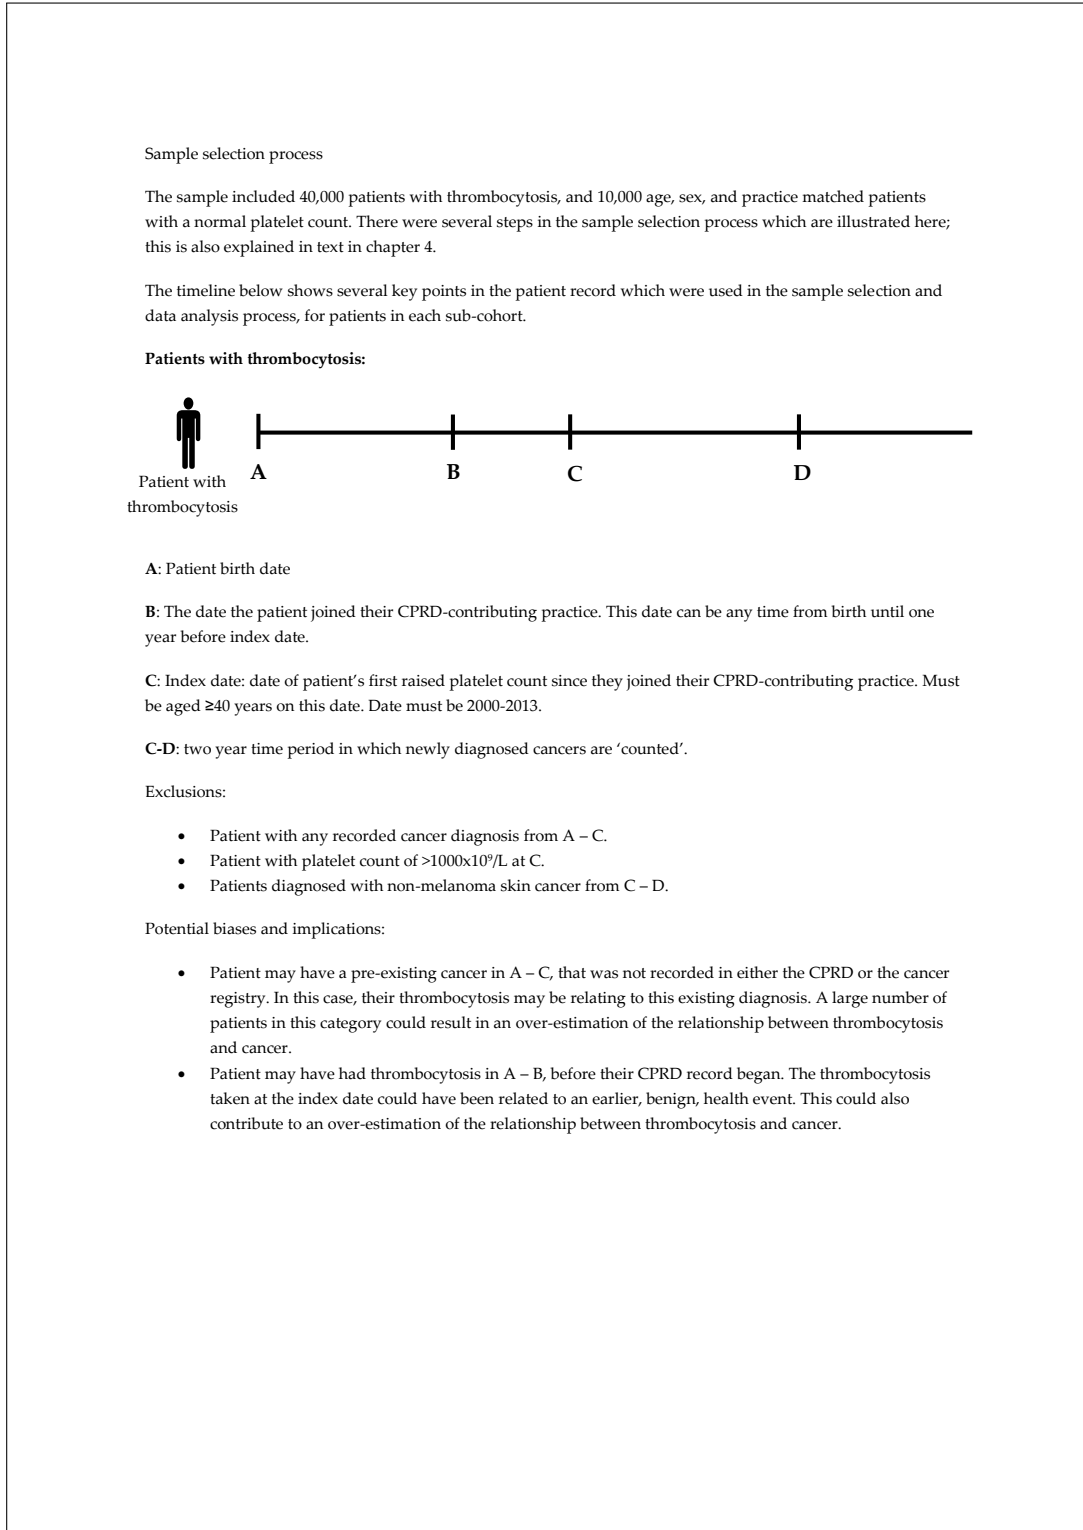 Sample selection process
The sample included 40,000 patients with thrombocytosis, and 10,000 age, sex, and practice matched patients
with a normal platelet count. There were several steps in the sample selection process which are illustrated here;
this is also explained in text in chapter 4.
The timeline below shows several key points in the patient record which were used in the sample selection and
data analysis process, for patients in each sub-cohort.
Patients with thrombocytosis:
A B C D
Patient with
thrombocytosis
A: Patient birth date
B: The date the patient joined their CPRD-contributing practice. This date can be any time from birth until one
year before index date.
C: Index date: date of patient’s first raised platelet count since they joined their CPRD-contributing practice. Must
be aged ≥40 years on this date. Date must be 2000-2013.
C-D: two year time period in which newly diagnosed cancers are ‘counted’.
Exclusions:
• Patient with any recorded cancer diagnosis from A – C.
• Patient with platelet count of >1000x10⁹/L at C.
• Patients diagnosed with non-melanoma skin cancer from C – D.
Potential biases and implications:
• Patient may have a pre-existing cancer in A – C, that was not recorded in either the CPRD or the cancer
registry. In this case, their thrombocytosis may be relating to this existing diagnosis. A large number of
patients in this category could result in an over-estimation of the relationship between thrombocytosis
and cancer.
• Patient may have had thrombocytosis in A – B, before their CPRD record began. The thrombocytosis
taken at the index date could have been related to an earlier, benign, health event. This could also
contribute to an over-estimation of the relationship between thrombocytosis and cancer.